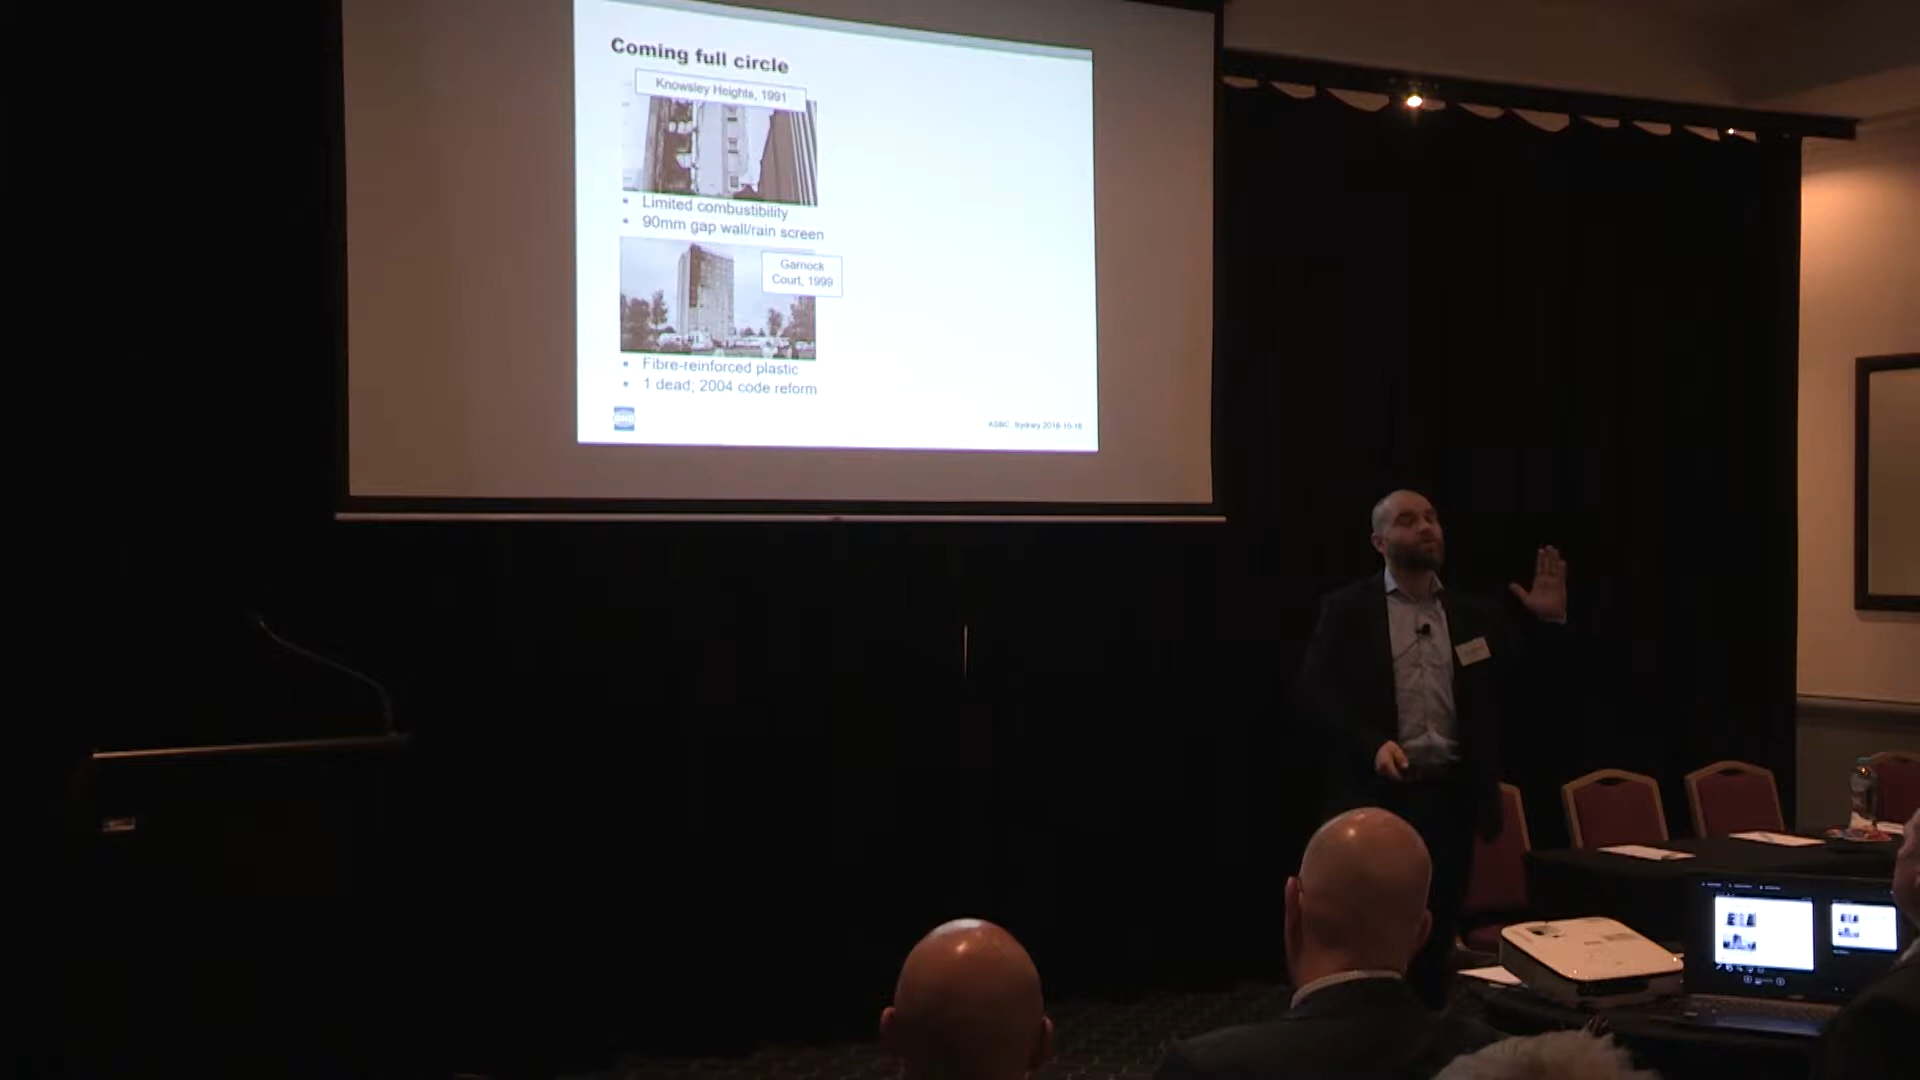 Coming full circle
Knowsley Heights, 1991
• Limited combustibility
• 90mm gap wall/rain screen
Garnock
Court, 1999
• Fibre-reinforced plastic
• 1 dead; 2004 code reform